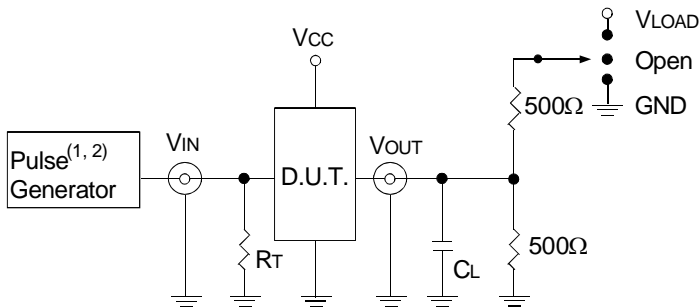 VLOAD
VCC
Open
500Ω
GND
Pulse(1, 2)
Generator
VIN
D.U.T.
VOUT
RT
CL
500Ω